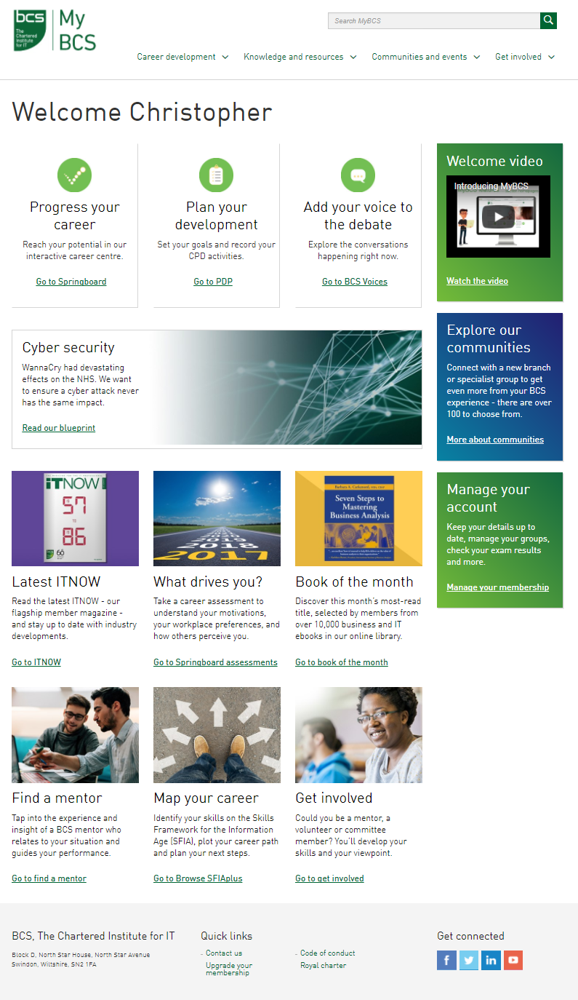 bcs
The
Chartered
Institute
for IT
My
BCS
Search MyBCS
Career development
Knowledge and resources
Communities and events
Get involved
Welcome Christopher
Progress your
career
Reach your potential in our
interactive career centre.
Go to Springboard
Plan your
development
Set your goals and record your
CPD activities.
Go to PDP
Add your voice to
the debate
Explore the conversations
happening right now.
Go to BCS Voices
Welcome video
Introducing MyBCS
Watch the video
Cyber security
WannaCry had devastating
effects on the NHS. We want
to ensure a cyber attack never
has the same impact.
Read our blueprint
Explore our
communities
Connect with a new branch
or specialist group to get
even more from your BCS
experience - there are over
100 to choose from.
More about communities
Manage your
account
Keep your details up to
date, manage your groups,
check your exam results
and more.
Manage your membership
ITNOW
57
86
60
Latest ITNOW
Read the latest ITNOW - our
flagship member magazine -
and stay up to date with industry
developments.
Go to ITNOW
2020
2019
2018
2017
What drives you?
Take a career assessment to
understand your motivations,
your workplace preferences, and
how others perceive you.
Go to Springboard assessments
Barbara A. Carkenord,
Seven Steps to
Mastering
Business Analysis
Book of the month
Discover this month's most-read
title, selected by members from
over 10,000 business and IT
ebooks in our online library.
Go to book of the month
Find a mentor
Tap into the experience and
insight of a BCS mentor who
relates to your situation and
guides your performance.
Go to find a mentor
Map your career
Identify your skills on the Skills
Framework for the Information
Age (SFIA), plot your career path
and plan your next steps.
Go to Browse SFIAplus
Get involved
Could you be a mentor, a
volunteer or committee
member? You'll develop your
skills and your viewpoint.
Go to get involved
BCS, The Chartered Institute for IT
Block D, North Star House, North Star Avenue
Swindon, Wiltshire, SN2 1FA
Quick links
- Contact us
Upgrade your
membership
- Code of conduct
Royal charter
Get connected
f
in